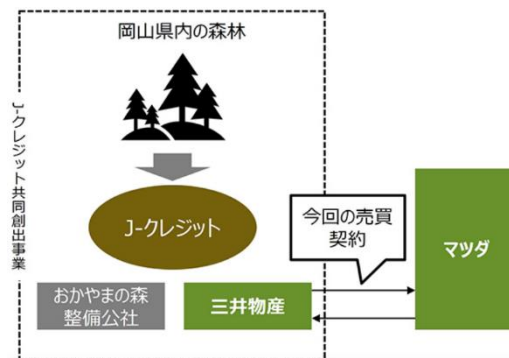 岡山県内の森林
J-クレジット共同創出事業
J-クレジット
今回の売買
契約
マツダ
おかやまの森
整備公社
三井物産